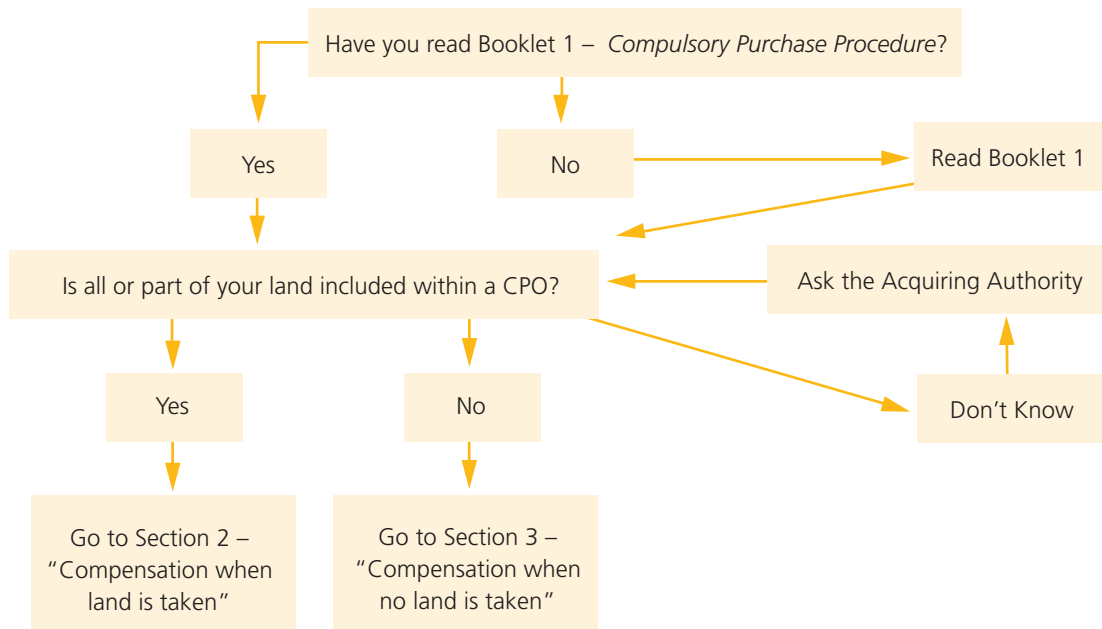 Have you read Booklet 1 – Compulsory Purchase Procedure?
Yes
No
Read Booklet 1
Is all or part of your land included within a CPO?
Ask the Acquiring Authority
Yes
No
Don’t Know
Go to Section 2 –
“Compensation when
land is taken”
Go to Section 3 –
“Compensation when
no land is taken”